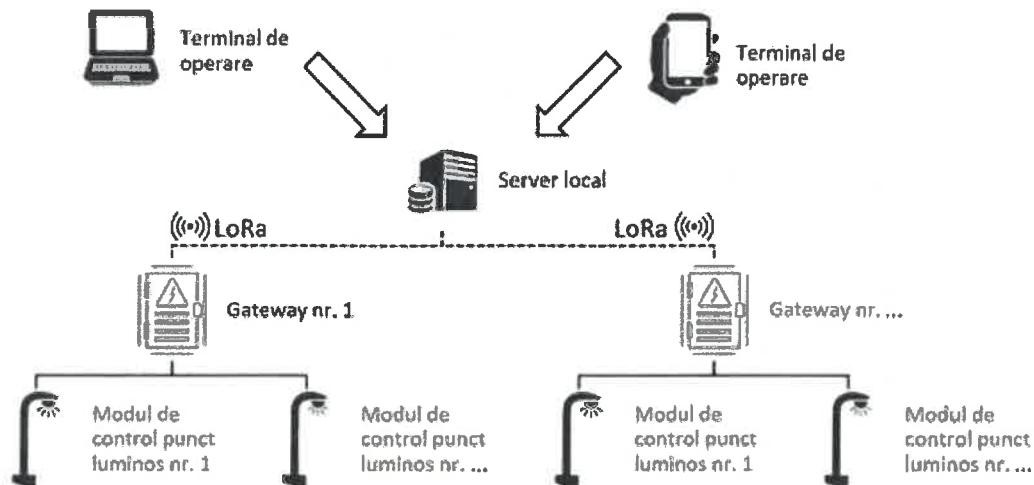 Terminal de
operare
Terminal de
operare
Server local
LoRa
LoRa
Gateway nr. 1
Gateway nr. ...
Modul de
control punct
luminos nr. 1
Modul de
control punct
luminos nr. ...
Modul de
control punct
luminos nr. 1
Modul de
control punct
luminos nr. ...